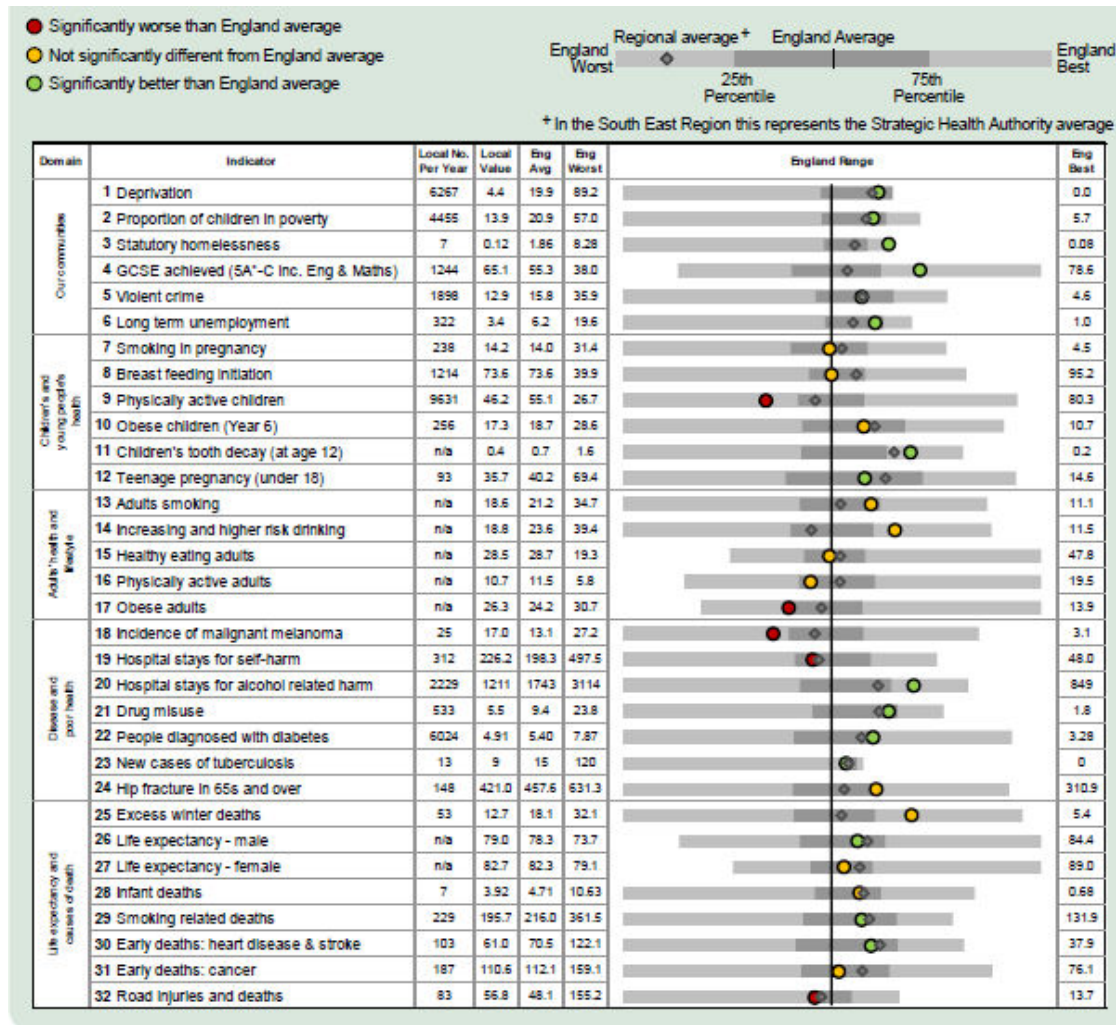 Significantly worse than England average
Not significantly different from England average
Significantly better than England average
Regional average+ England Average
England Worst
England Best
25th Percentile
75th Percentile
+ In the South East Region this represents the Strategic Health Authority average
Domain Indicator Local No. Per Year Local Value Eng Avg Eng Worst England Range Eng Best
Our communities
1 Deprivation 6267 4.4 19.9 89.2 0.0
2 Proportion of children in poverty 4455 13.9 20.9 57.0 5.7
3 Statutory homelessness 7 0.12 1.86 8.28 0.08
4 GCSE achieved (5A*-C inc. Eng & Maths) 1244 65.1 55.3 38.0 78.6
5 Violent crime 1898 12.9 15.8 35.9 4.6
6 Long term unemployment 322 3.4 6.2 19.6 1.0
Children's and young people's health
7 Smoking in pregnancy 238 14.2 14.0 31.4 4.5
8 Breast feeding initiation 1214 73.6 73.6 39.9 95.2
9 Physically active children 9631 46.2 55.1 26.7 80.3
10 Obese children (Year 6) 256 17.3 18.7 28.6 10.7
11 Children's tooth decay (at age 12) n/a 0.4 0.7 1.6 0.2
12 Teenage pregnancy (under 18) 93 35.7 40.2 69.4 14.6
Adults' health and lifestyle
13 Adults smoking n/a 18.6 21.2 34.7 11.1
14 Increasing and higher risk drinking n/a 18.8 23.6 39.4 11.5
15 Healthy eating adults n/a 28.5 28.7 19.3 47.8
16 Physically active adults n/a 10.7 11.5 5.8 19.5
17 Obese adults n/a 26.3 24.2 30.7 13.9
Disease and poor health
18 Incidence of malignant melanoma 25 17.0 13.1 27.2 3.1
19 Hospital stays for self-harm 312 226.2 198.3 497.5 48.0
20 Hospital stays for alcohol related harm 2229 1211 1743 3114 849
21 Drug misuse 533 5.5 9.4 23.8 1.8
22 People diagnosed with diabetes 6024 4.91 5.40 7.87 3.28
23 New cases of tuberculosis 13 9 15 120 0
24 Hip fracture in 65s and over 148 421.0 457.6 631.3 310.9
Life expectancy and causes of death
25 Excess winter deaths 53 12.7 18.1 32.1 5.4
26 Life expectancy - male n/a 79.0 78.3 73.7 84.4
27 Life expectancy - female n/a 82.7 82.3 79.1 89.0
28 Infant deaths 7 3.92 4.71 10.63 0.68
29 Smoking related deaths 229 195.7 216.0 361.5 131.9
30 Early deaths: heart disease & stroke 103 61.0 70.5 122.1 37.9
31 Early deaths: cancer 187 110.6 112.1 159.1 76.1
32 Road injuries and deaths 83 56.8 48.1 155.2 13.7